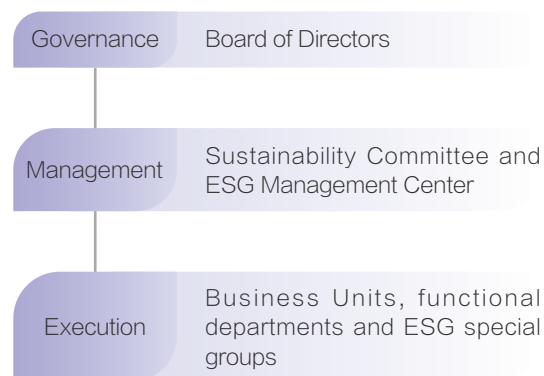 Governance
Board of Directors
Management
Sustainability Committee and
ESG Management Center
Execution
Business Units, functional
departments and ESG special
groups